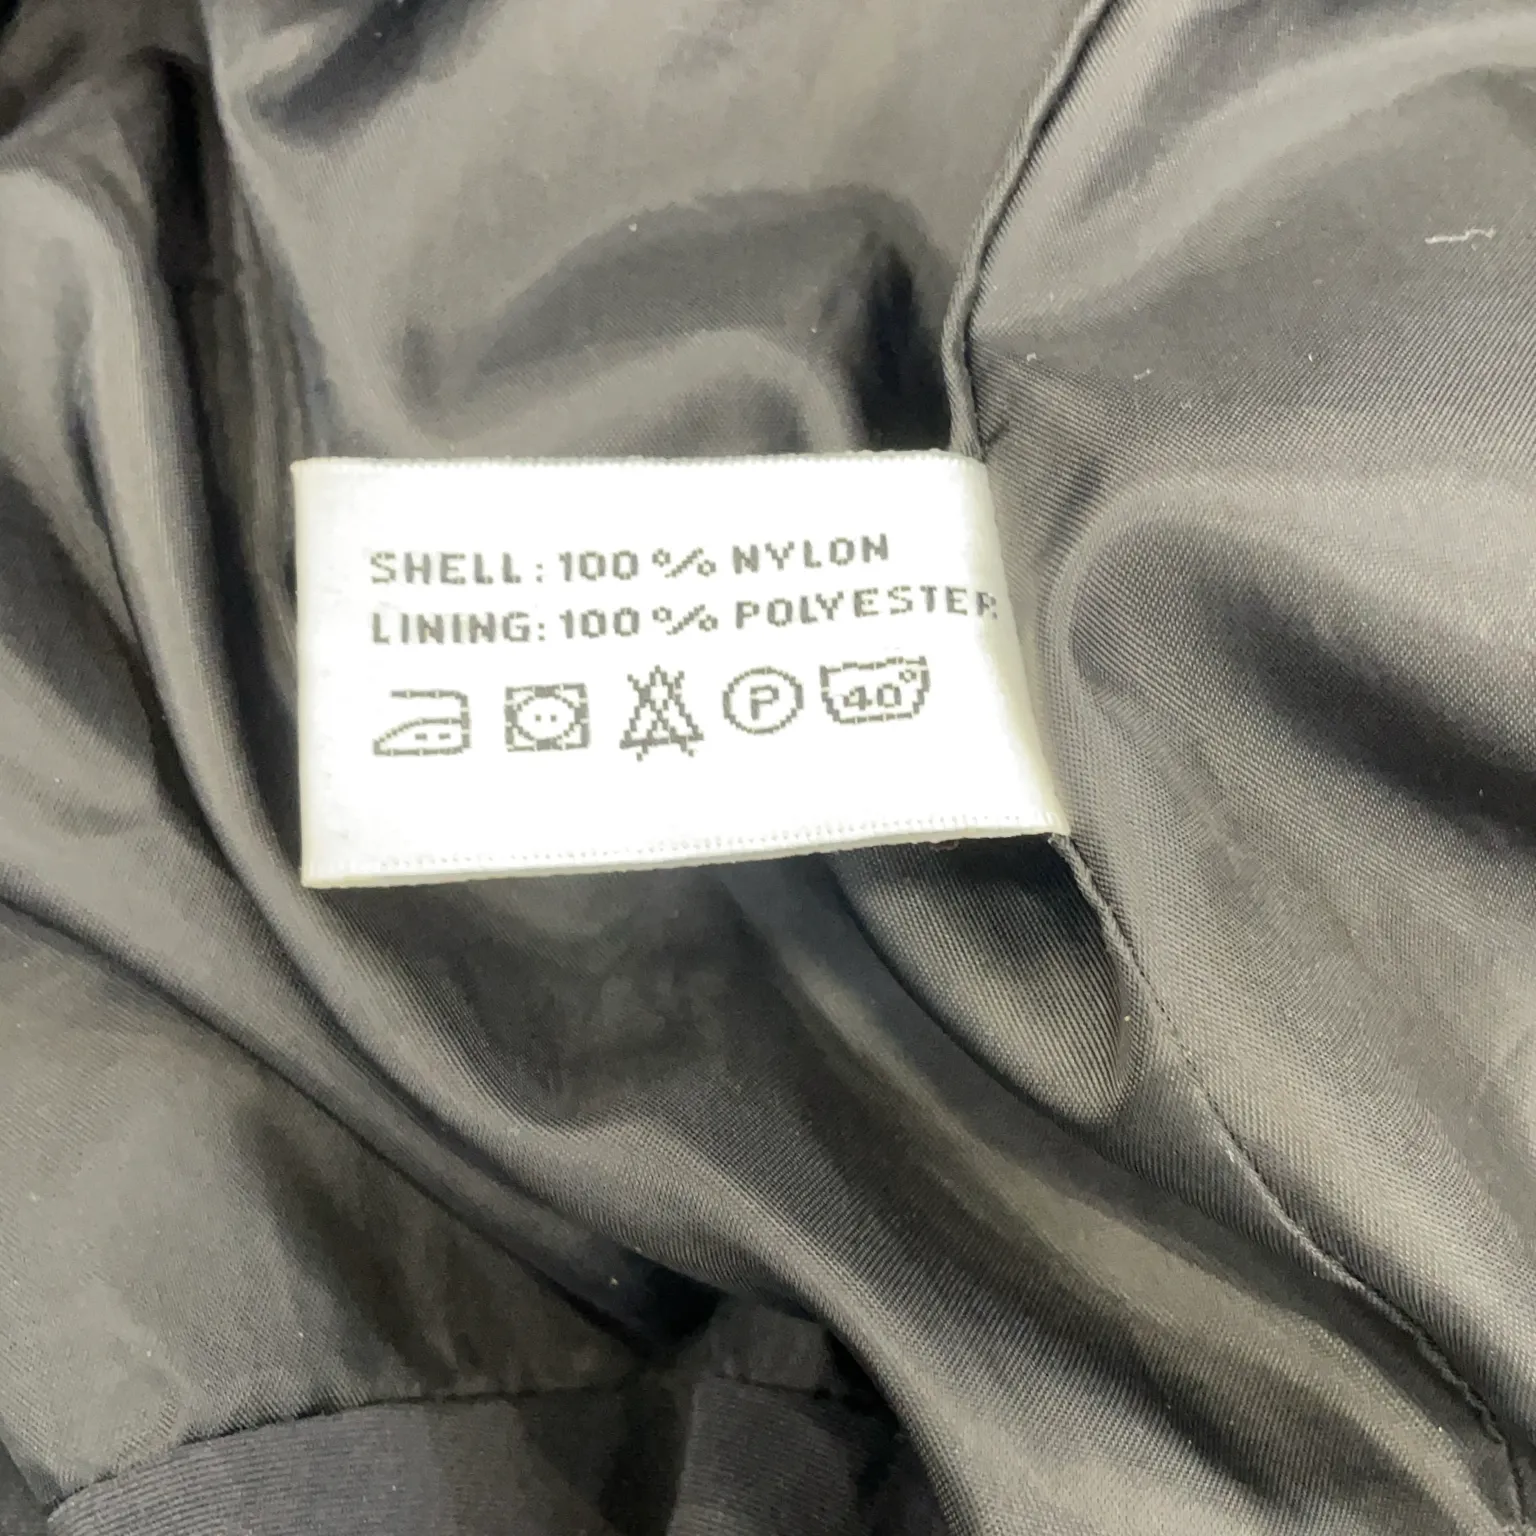 SHELL: 100% NYLON
LINING: 100% POLYESTER
P 40°